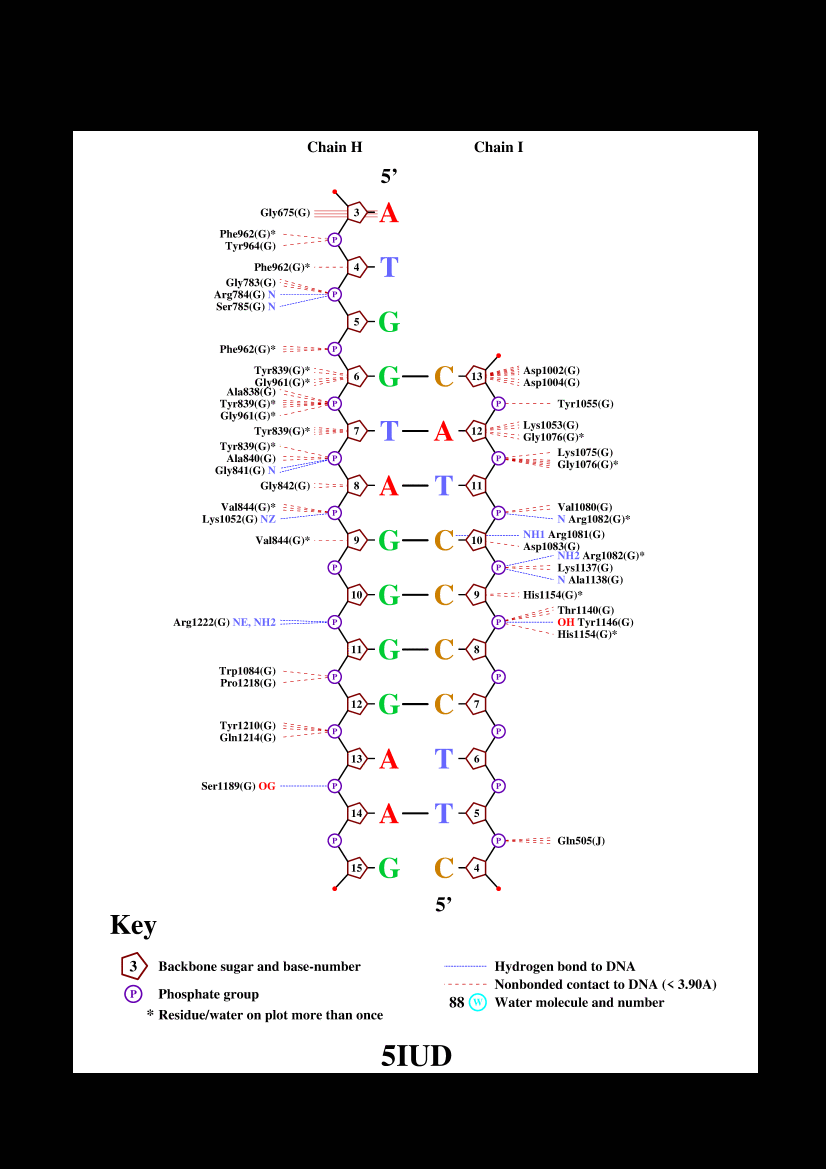 Chain H Chain I
5’
Gly675(G) 3 A
Phe962(G)* P
Tyr964(G)
Phe962(G)* 4 T
Gly783(G)
Arg784(G) N P
Ser785(G) N
5 G
Phe962(G)* P
Tyr839(G)* 6 G C 13 Asp1002(G)
Gly961(G)* Asp1004(G)
Ala838(G)
Tyr839(G)* P P Tyr1055(G)
Gly961(G)*
Tyr839(G)* 7 T A 12 Lys1053(G)
Gly1076(G)*
Tyr839(G)* Lys1075(G)
Ala840(G) P P Gly1076(G)*
Gly841(G) N
Gly842(G) 8 A T 11
Val844(G)* P P Val1080(G)
Lys1052(G) NZ N Arg1082(G)*
Val844(G)* 9 G C 10 NH1 Arg1081(G)
Asp1083(G)
NH2 Arg1082(G)*
P P Lys1137(G)
N Ala1138(G)
10 G C 9 His1154(G)*
Thr1140(G)
Arg1222(G) NE, NH2 P P OH Tyr1146(G)
His1154(G)*
11 G C 8
Trp1084(G) P P
Pro1218(G)
12 G C 7
Tyr1210(G) P P
Gln1214(G)
13 A T 6
Ser1189(G) OG P P
14 A T 5
P P Gln505(J)
15 G C 4
5’
Key
3 Backbone sugar and base-number
P Phosphate group
* Residue/water on plot more than once
Hydrogen bond to DNA
Nonbonded contact to DNA (< 3.90A)
88 W Water molecule and number
5IUD